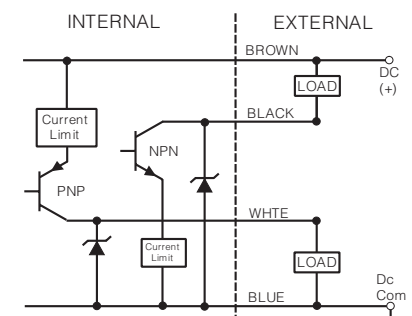 INTERNAL
EXTERNAL
BROWN
DC
(+)
LOAD
BLACK
Current
Limit
NPN
PNP
WHTE
Current
Limit
LOAD
Dc
Com
BLUE